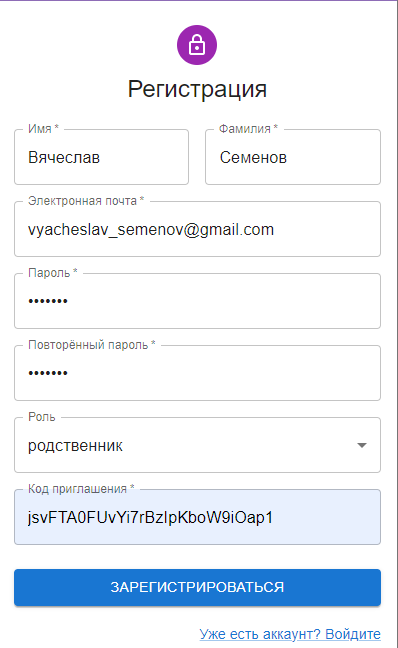 Регистрация
Имя *
Фамилия *
Вячеслав
Семенов
Электронная почта *
vyacheslav_semenov@gmail.com
Пароль *
•••••••
Повторённый пароль *
•••••••
Роль
родственник
Код приглашения *
jsvFTA0FUvYi7rBzIpKboW9iOap1
ЗАРЕГИСТРИРОВАТЬСЯ
Уже есть аккаунт? Войдите